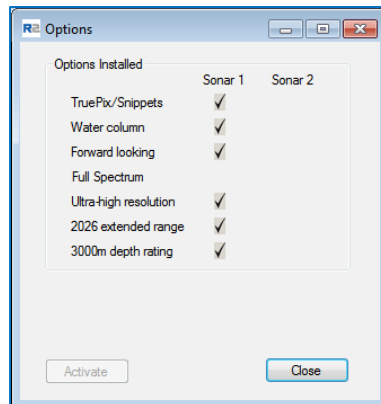 R2 Options
Options Installed
Sonar 1 Sonar 2
TruePix/Snippets ✓
Water column ✓
Forward looking ✓
Full Spectrum
Ultra-high resolution ✓
2026 extended range ✓
3000m depth rating ✓
Activate Close